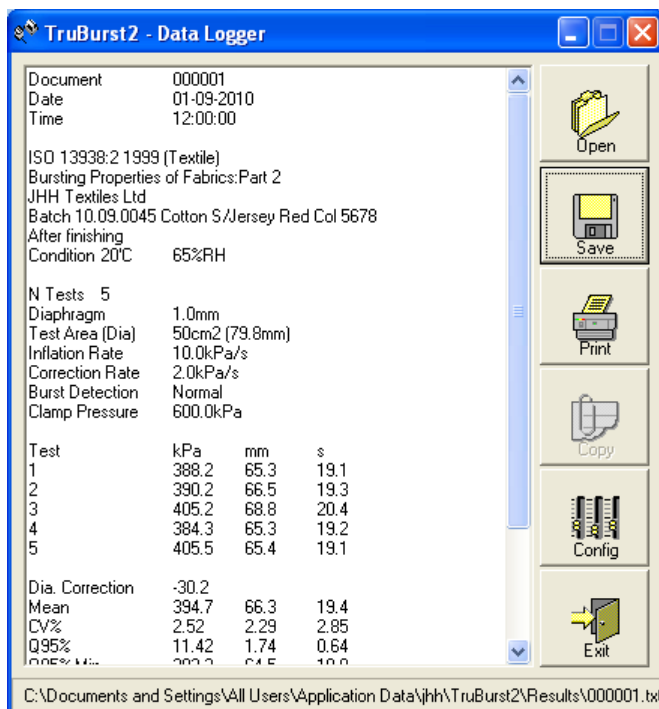 TruBurst2 - Data Logger
Document 000001
Date 01-09-2010
Time 12:00:00
ISO 13938:2 1999 (Textile)
Bursting Properties of Fabrics:Part 2
JHH Textiles Ltd
Batch 10.09.0045 Cotton S/Jersey Red Col 5678
After finishing
Condition 20'C 65%RH
N Tests 5
Diaphragm 1.0mm
Test Area (Dia) 50cm2 (79.8mm)
Inflation Rate 10.0kPa/s
Correction Rate 2.0kPa/s
Burst Detection Normal
Clamp Pressure 600.0kPa
Test kPa mm s
1 388.2 65.3 19.1
2 390.2 66.5 19.3
3 405.2 68.8 20.4
4 384.3 65.3 19.2
5 405.5 65.4 19.1
Dia. Correction -30.2
Mean 394.7 66.3 19.4
CV% 2.52 2.29 2.85
Q95% 11.42 1.74 0.64
Open
Save
Print
Copy
Config
Exit
C:\Documents and Settings\All Users\Application Data\jhh\TruBurst2\Results\000001.txt